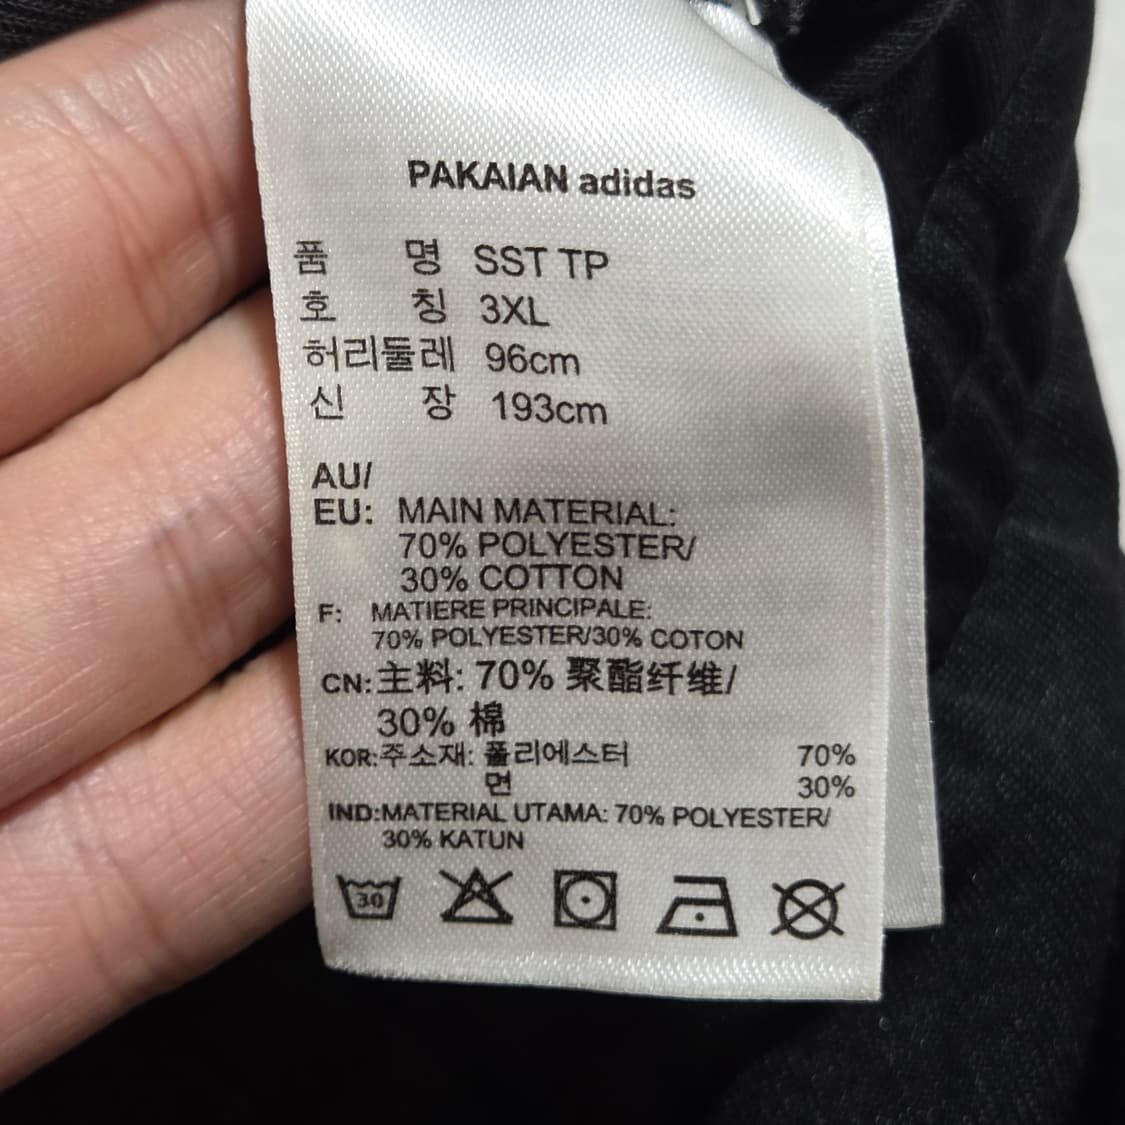 PAKAIAN adidas
품 명 SST TP
호 칭 3XL
허리둘레 96cm
신 장 193cm
AU/
EU: MAIN MATERIAL:
70% POLYESTER/
30% COTTON
F: MATIERE PRINCIPALE:
70% POLYESTER/30% COTON
CN:主料: 70% 聚酯纤维/
30% 棉
KOR:주소재: 폴리에스터 70%
면 30%
IND:MATERIAL UTAMA: 70% POLYESTER/
30% KATUN
30